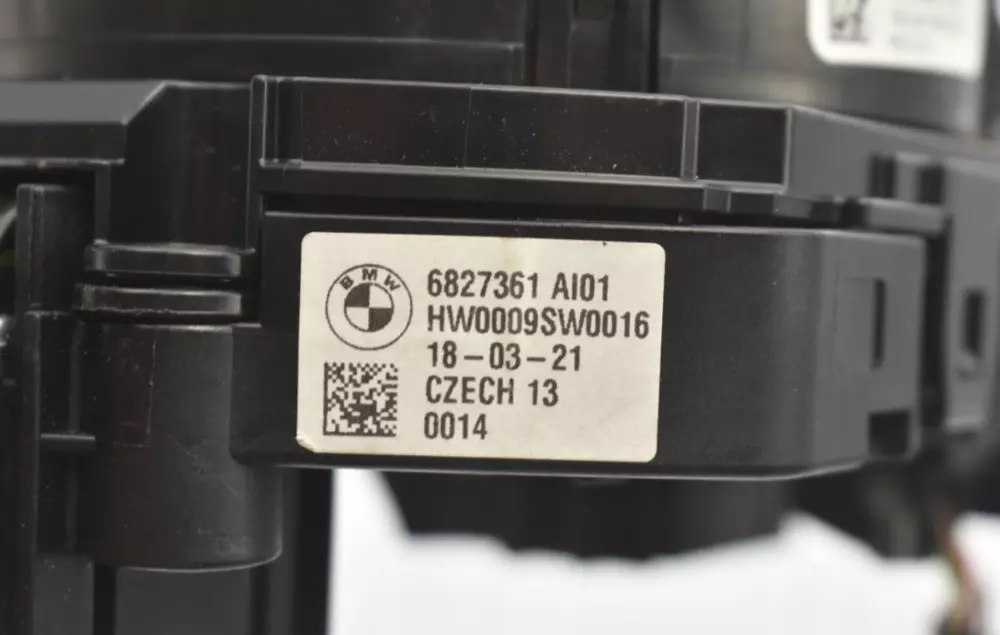 BMW
6827361 AI01
HW0009SW0016
18-03-21
CZECH 13
0014